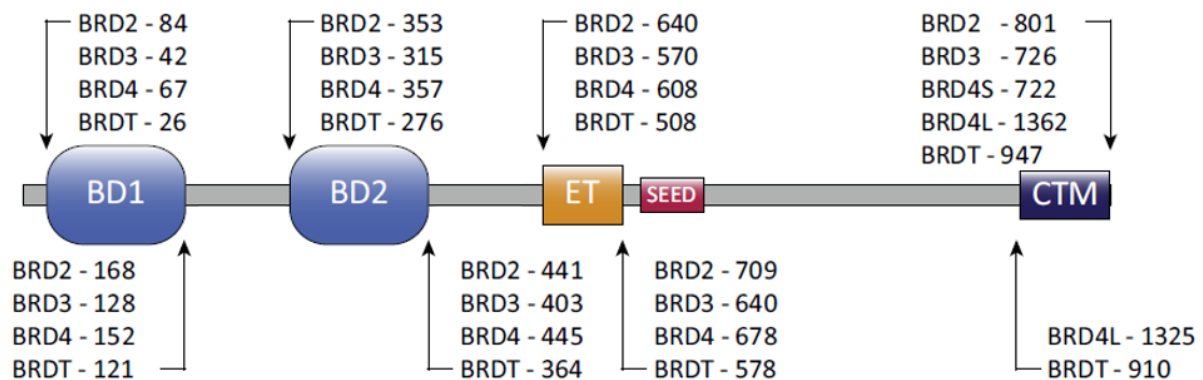 BRD2 - 84
BRD3 - 42
BRD4 - 67
BRDT - 26
BRD2 - 353
BRD3 - 315
BRD4 - 357
BRDT - 276
BRD2 - 640
BRD3 - 570
BRD4 - 608
BRDT - 508
BRD2 - 801
BRD3 - 726
BRD4S - 722
BRD4L - 1362
BRDT - 947
BD1
BD2
ET
SEED
CTM
BRD2 - 168
BRD3 - 128
BRD4 - 152
BRDT - 121
BRD2 - 441
BRD3 - 403
BRD4 - 445
BRDT - 364
BRD2 - 709
BRD3 - 640
BRD4 - 678
BRDT - 578
BRD4L - 1325
BRDT - 910